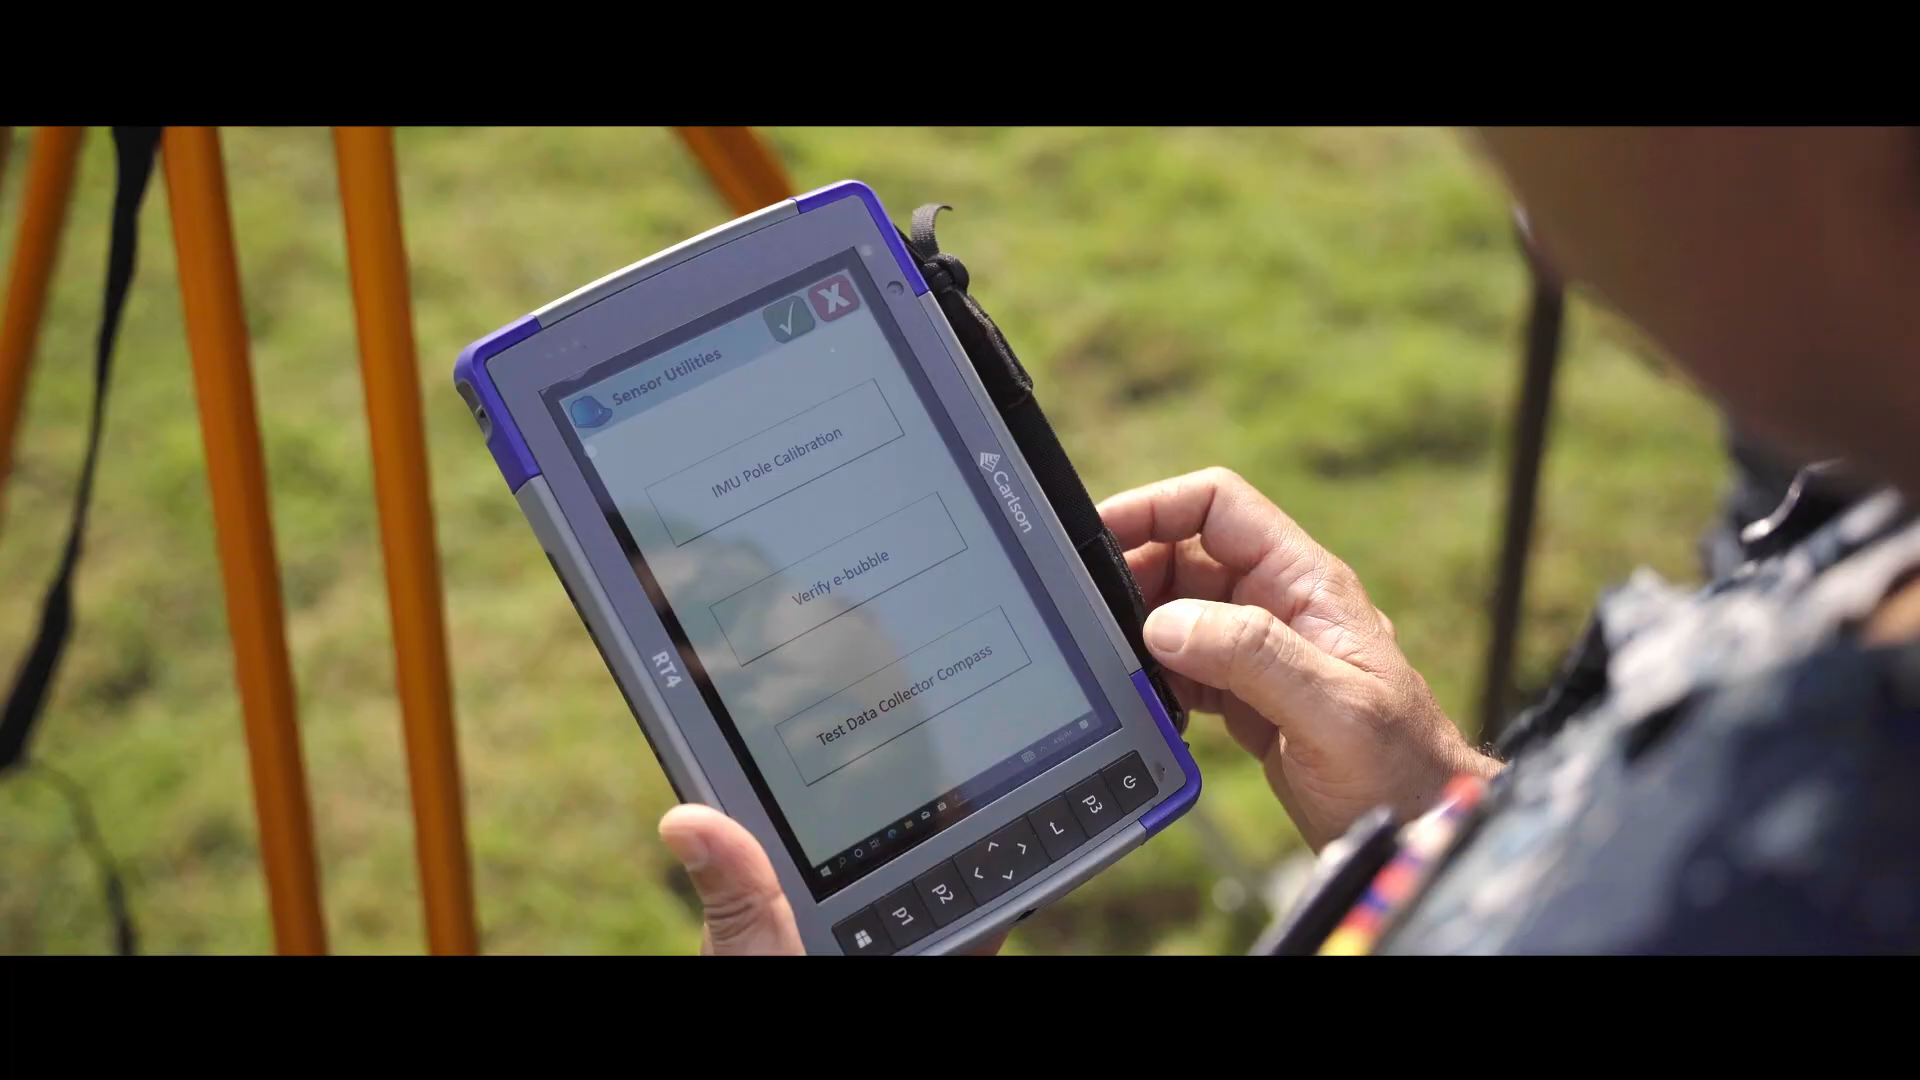 Sensor Utilities
IMU Pole Calibration
Verify e-bubble
Test Data Collector Compass
Carlson
RT4
P1
P2
P3